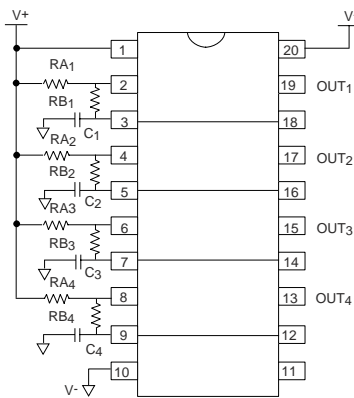 V+
V
1
20
RA1
2
19
OUT1
RB1
3
18
C1
RA2
4
17
OUT2
RB2
5
16
C2
RA3
6
15
OUT3
RB3
7
14
C3
RA4
8
13
OUT4
RB4
9
12
C4
10
11
V-